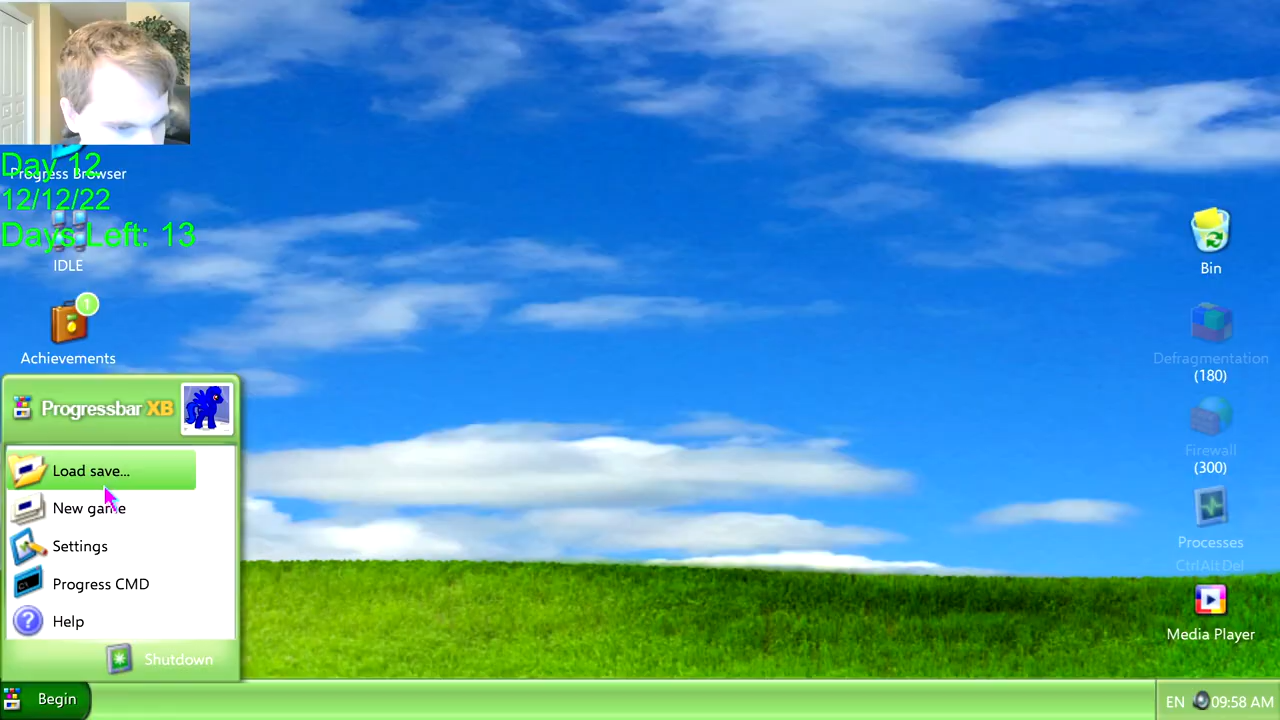 Day 12
Progress Browser
12/12/22
Days Left: 13
IDLE
1
Achievements
Progressbar XB
Load save...
New game
Settings
Progress CMD
Help
Shutdown
Begin
Bin
Defragmentation
(180)
Firewall
(300)
Processes
CtrlAltDel
Media Player
EN 09:58 AM